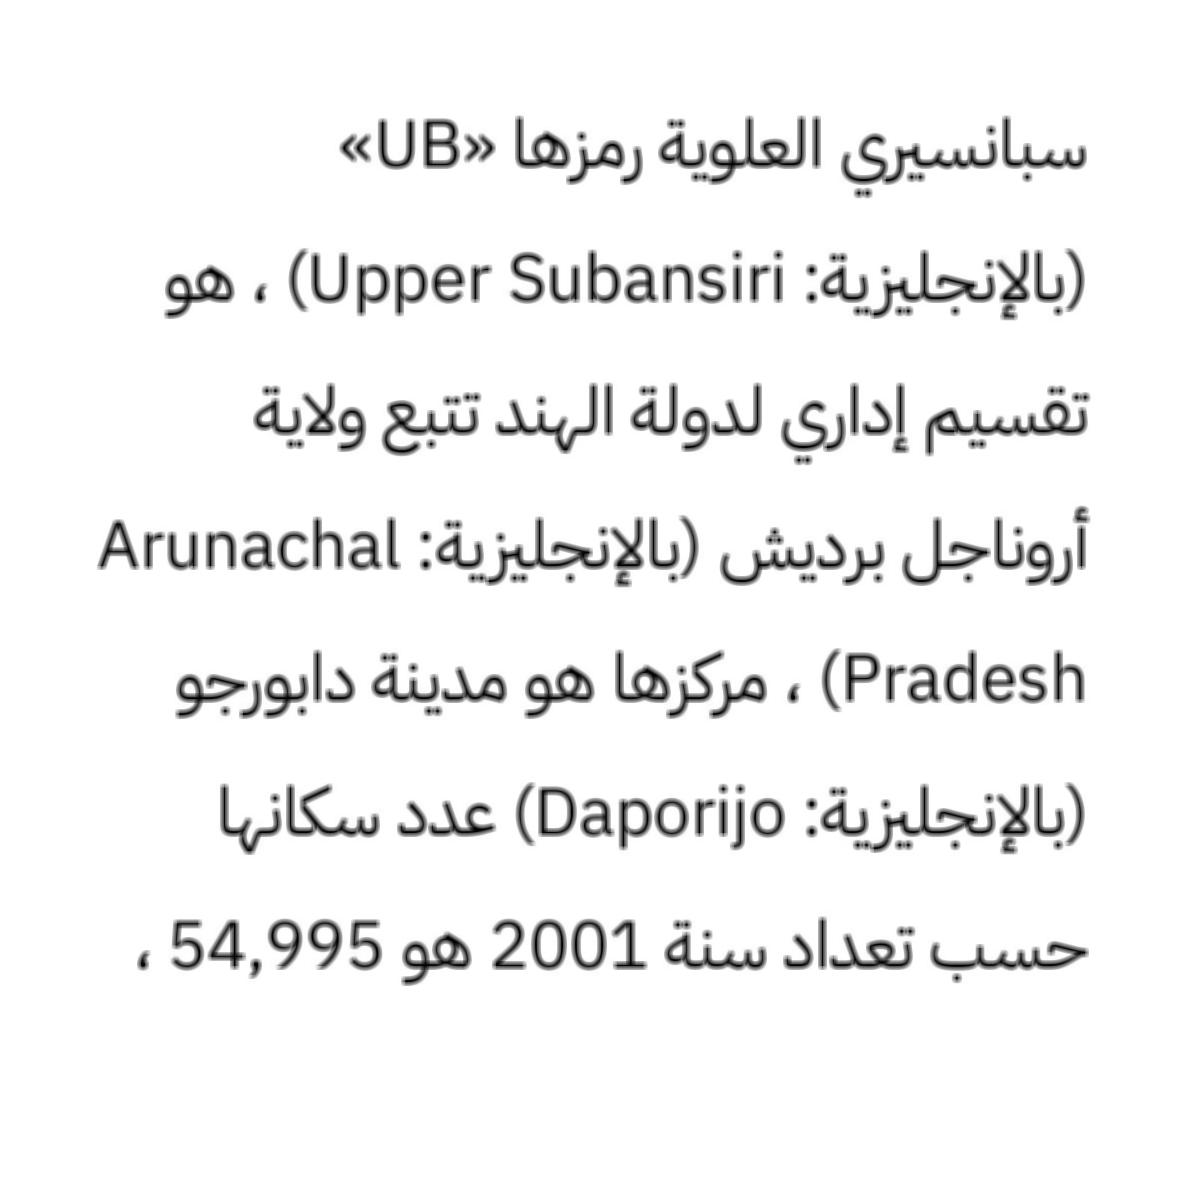 سبانسيري العلوية رمزها «UB»
(بالإنجليزية: Upper Subansiri) ، هو
تقسيم إداري لدولة الهند تتبع ولاية
أروناجل برديش (بالإنجليزية: Arunachal
Pradesh) ، مركزها هو مدينة دابورجو
(بالإنجليزية: Daporijo) عدد سكانها
حسب تعداد سنة 2001 هو 54,995 ،